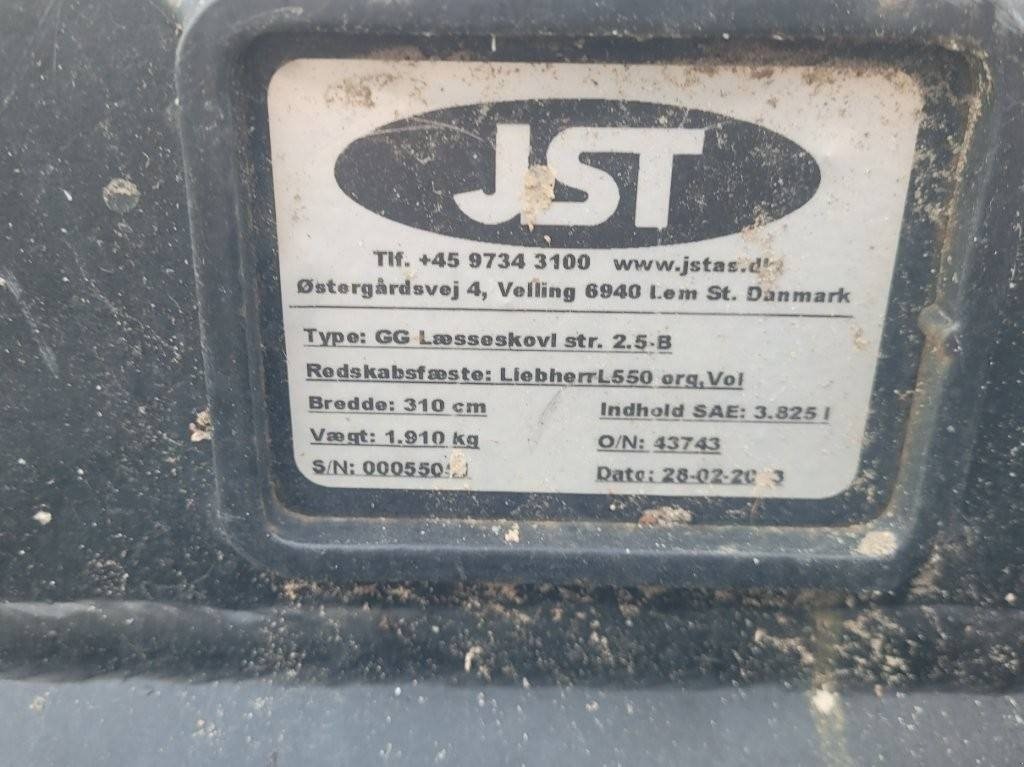 JST
Tlf. +45 9734 3100 www.jstas.dk
Østergårdsvej 4, Velling 6940 Lem St. Danmark
Type: GG Læsseskovl str. 2.5-B
Redskabsfæste: LiebherrL550 org,Vol
Bredde: 310 cm Indhold SAE: 3.825 l
Vægt: 1.910 kg O/N: 43743
S/N: Date: